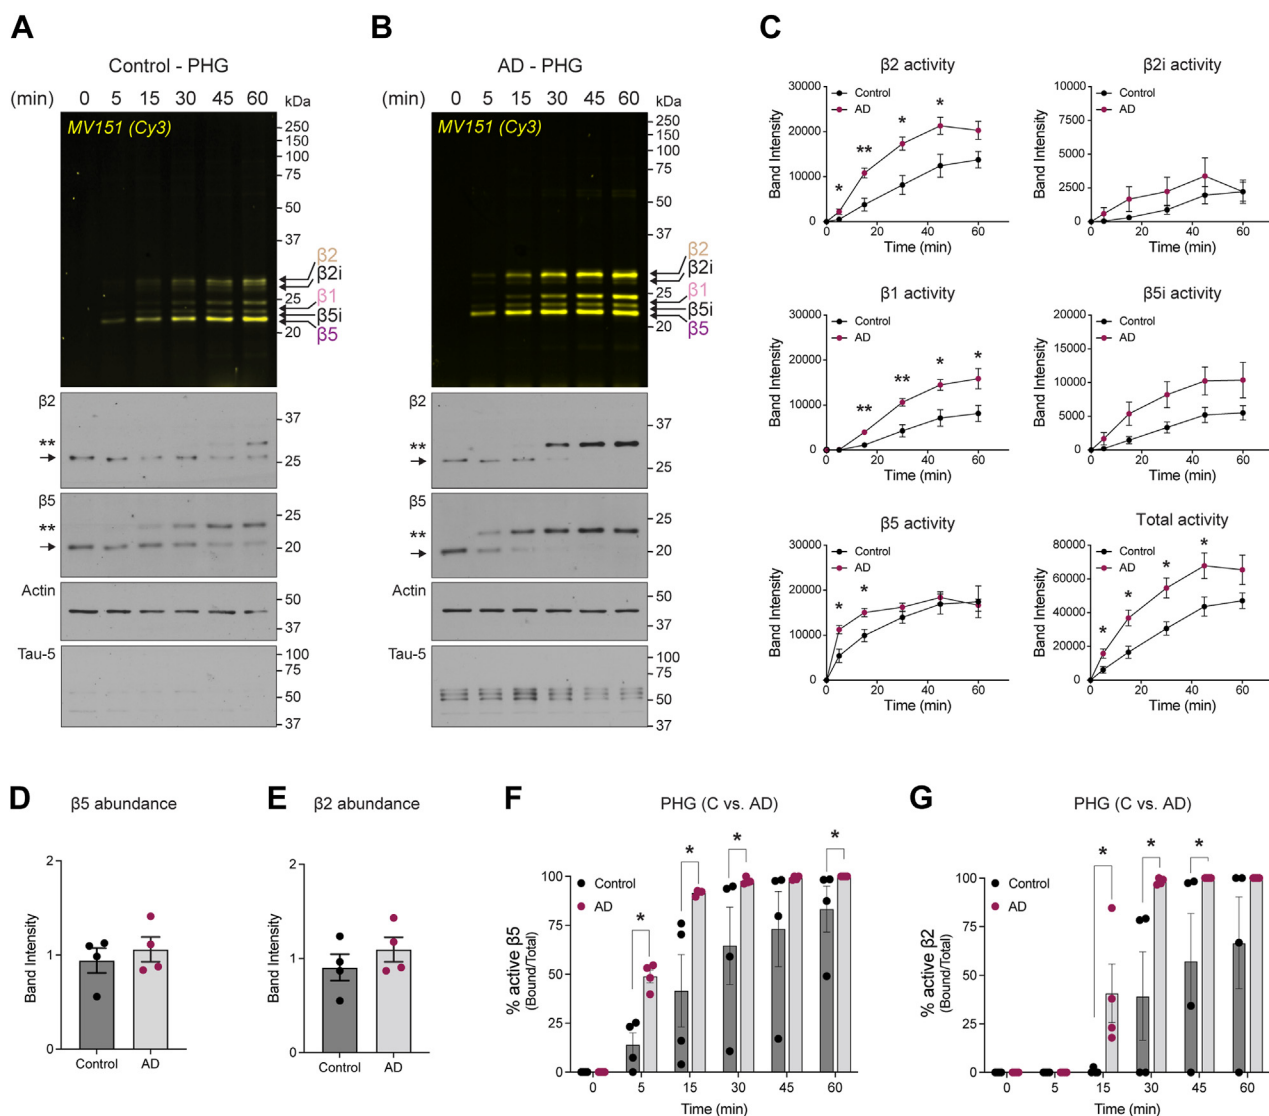 A
Control - PHG
(min) 0 5 15 30 45 60 kDa
MV151 (Cy3)
250
150
100
75
50
37
25
20
β2
β2i
β1
β5i
β5
β2
37
**
25
β5
25
**
20
Actin
50
37
Tau-5
100
75
50
37
B
AD - PHG
0 5 15 30 45 60 kDa
MV151 (Cy3)
250
150
100
75
50
37
25
20
β2
β2i
β1
β5i
β5
β2
37
**
25
β5
25
**
20
Actin
50
37
Tau-5
100
75
50
37
C
β2 activity
Control
AD
Band Intensity
30000
20000
10000
0
* ** * *
0 20 40 60
Time (min)
β2i activity
Control
AD
Band Intensity
10000
7500
5000
2500
0
0 20 40 60
Time (min)
β1 activity
Control
AD
Band Intensity
30000
20000
10000
0
** ** * *
0 20 40 60
Time (min)
β5i activity
Control
AD
Band Intensity
20000
15000
10000
5000
0
0 20 40 60
Time (min)
β5 activity
Control
AD
Band Intensity
30000
20000
10000
0
* *
0 20 40 60
Time (min)
Total activity
Control
AD
Band Intensity
80000
60000
40000
20000
0
* * * *
0 20 40 60
Time (min)
D
β5 abundance
Band Intensity
2
1
0
Control AD
E
β2 abundance
Band Intensity
2
1
0
Control AD
F
PHG (C vs. AD)
Control
AD
% active β5
(Bound/Total)
100
75
50
25
0
* * * *
0 5 15 30 45 60
Time (min)
G
PHG (C vs. AD)
Control
AD
% active β2
(Bound/Total)
100
75
50
25
0
* * *
0 5 15 30 45 60
Time (min)